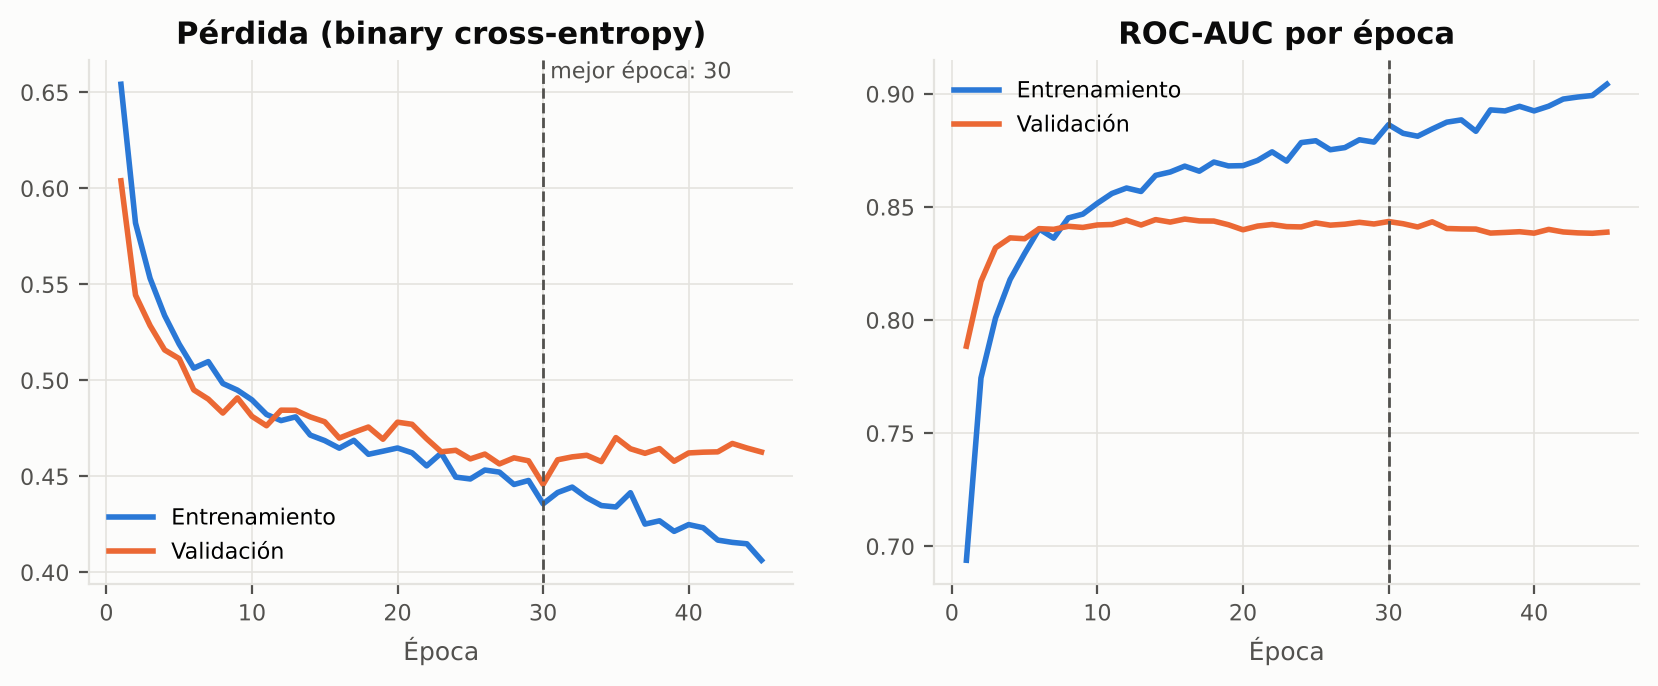 Pérdida (binary cross-entropy)
mejor época: 30
0.65
0.60
0.55
0.50
0.45
0.40
Entrenamiento
Validación
0 10 20 30 40
Época
ROC-AUC por época
Entrenamiento
Validación
0.90
0.85
0.80
0.75
0.70
0 10 20 30 40
Época